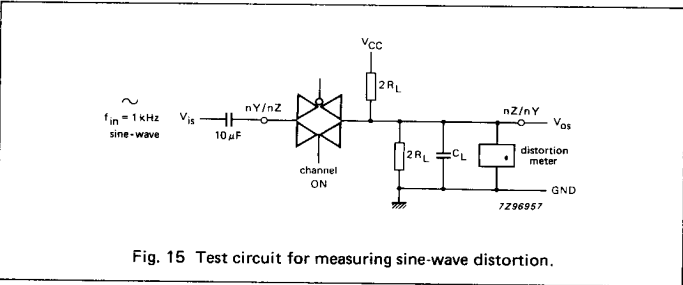 V_CC
2R_L
∼
f_in = 1 kHz
sine-wave
V_is
10 μF
nY/nZ
channel
ON
2R_L
C_L
nZ/nY
V_os
distortion
meter
GND
7Z96957
Fig. 15 Test circuit for measuring sine-wave distortion.